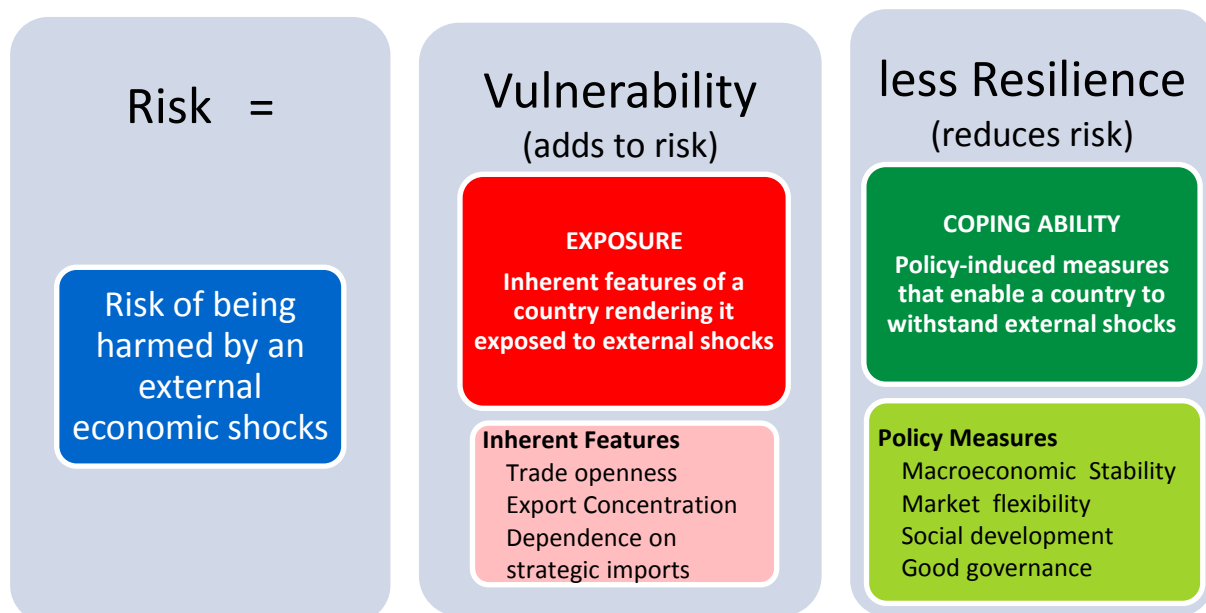 Risk =
Risk of being
harmed by an
external
economic shocks
Vulnerability
(adds to risk)
EXPOSURE
Inherent features of a
country rendering it
exposed to external shocks
Inherent Features
Trade openness
Export Concentration
Dependence on
strategic imports
less Resilience
(reduces risk)
COPING ABILITY
Policy-induced measures
that enable a country to
withstand external shocks
Policy Measures
Macroeconomic Stability
Market flexibility
Social development
Good governance